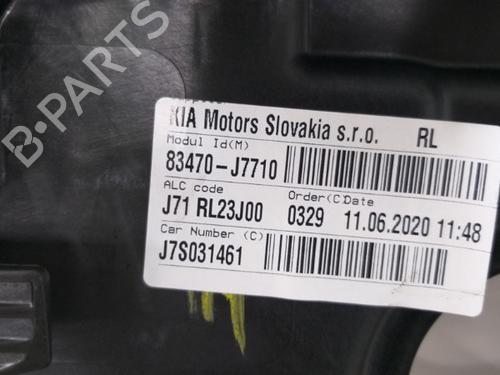 B-PARTS
KIA Motors Slovakia s.r.o. RL
Modul Id(M)
83470-J7710
ALC code Order(C)Date
J71 RL23J00 0329 11.06.2020 11:48
Car Number (C)
J7S031461